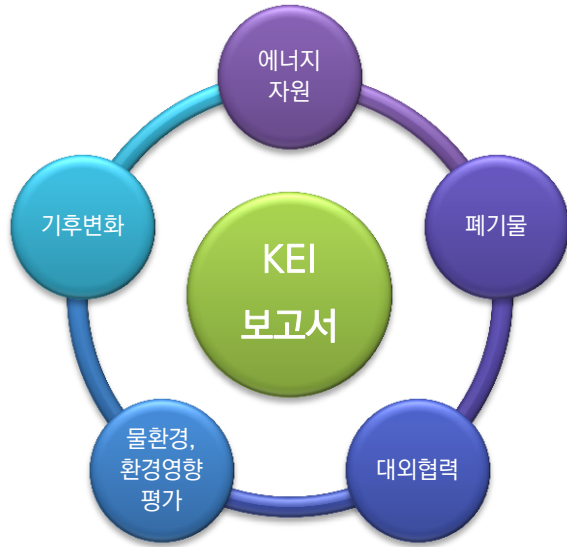 에너지
자원
기후변화
폐기물
KEI
보고서
물환경,
환경영향
평가
대외협력